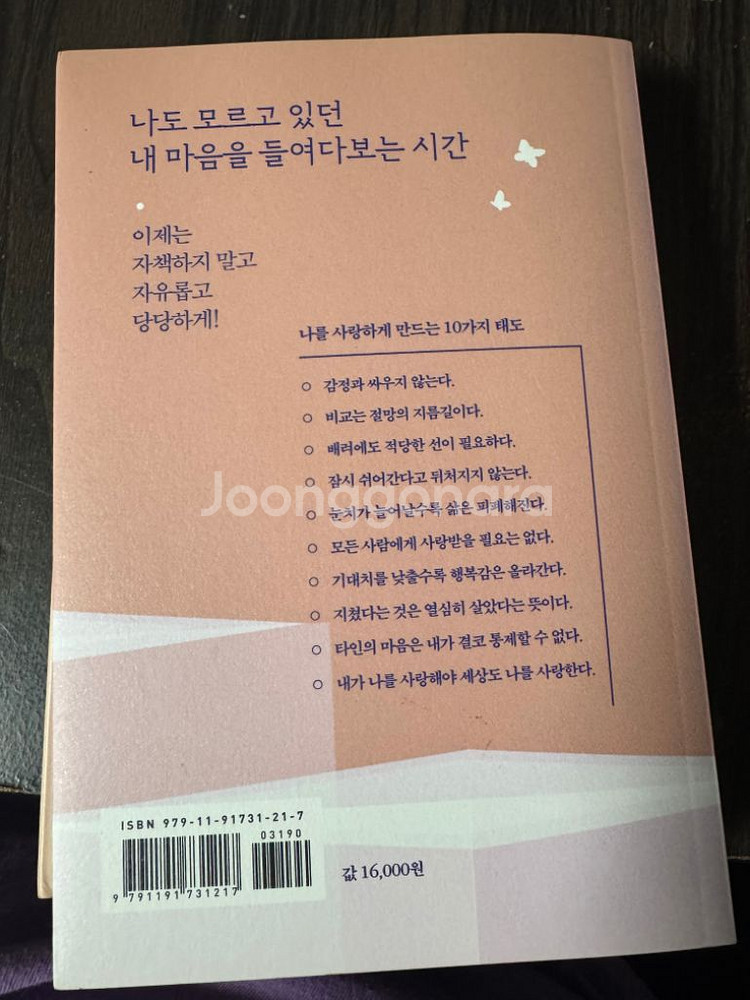 나도 모르고 있던
내 마음을 들여다보는 시간
이제는
자책하지 말고
자유롭고
당당하게!
나를 사랑하게 만드는 10가지 태도
감정과 싸우지 않는다.
비교는 절망의 지름길이다.
배려에도 적당한 선이 필요하다.
잠시 쉬어간다고 뒤처지지 않는다.
Joonggonara
눈치가 늘어날수록 삶은 피폐해진다.
모든 사람에게 사랑받을 필요는 없다.
기대치를 낮출수록 행복감은 올라간다.
지쳤다는 것은 열심히 살았다는 뜻이다.
타인의 마음은 내가 결코 통제할 수 없다.
내가 나를 사랑해야 세상도 나를 사랑한다.
ISBN 979-11-91731-21-7
03190
9 791191 731217
값 16,000원